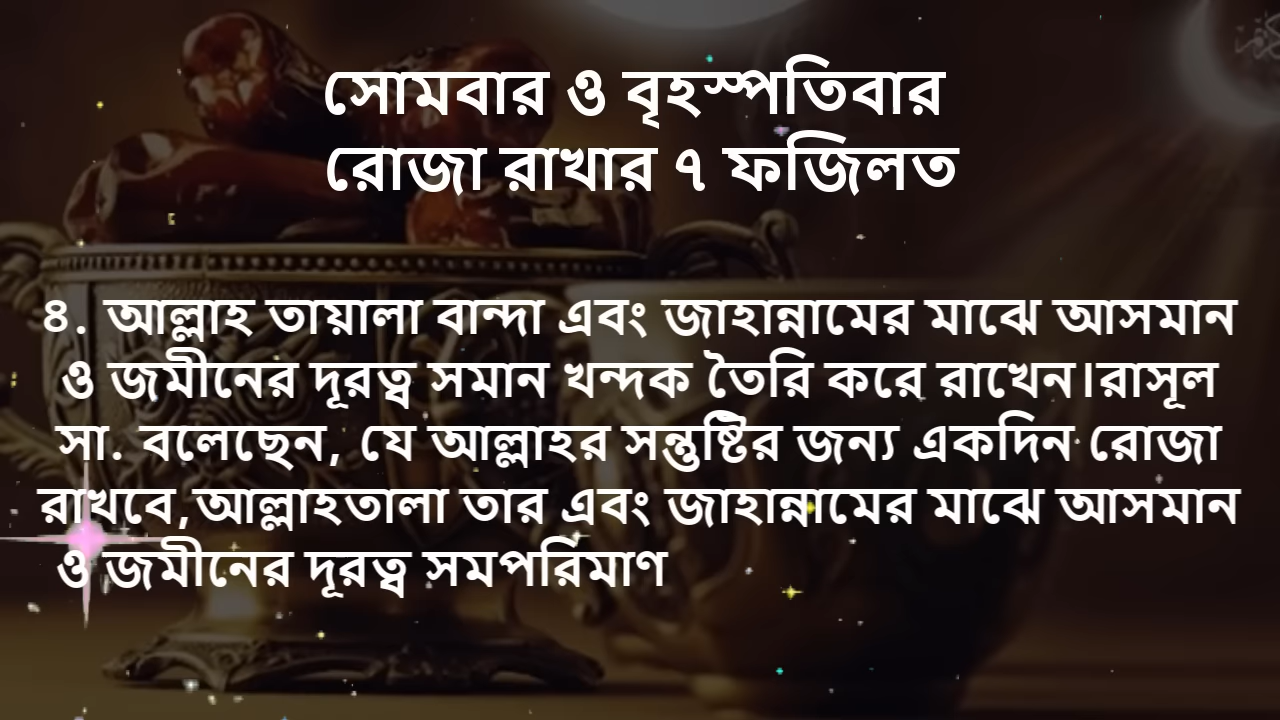 সোমবার ও বৃহস্পতিবার
রোজা রাখার ৭ ফজিলত
৪. আল্লাহ তায়ালা বান্দা এবং জাহান্নামের মাঝে আসমান
ও জমীনের দূরত্ব সমান খন্দক তৈরি করে রাখেন।রাসূল
সা. বলেছেন, যে আল্লাহর সন্তুষ্টির জন্য একদিন রোজা
রাখবে,আল্লাহতালা তার এবং জাহান্নামের মাঝে আসমান
ও জমীনের দূরত্ব সমপরিমাণ